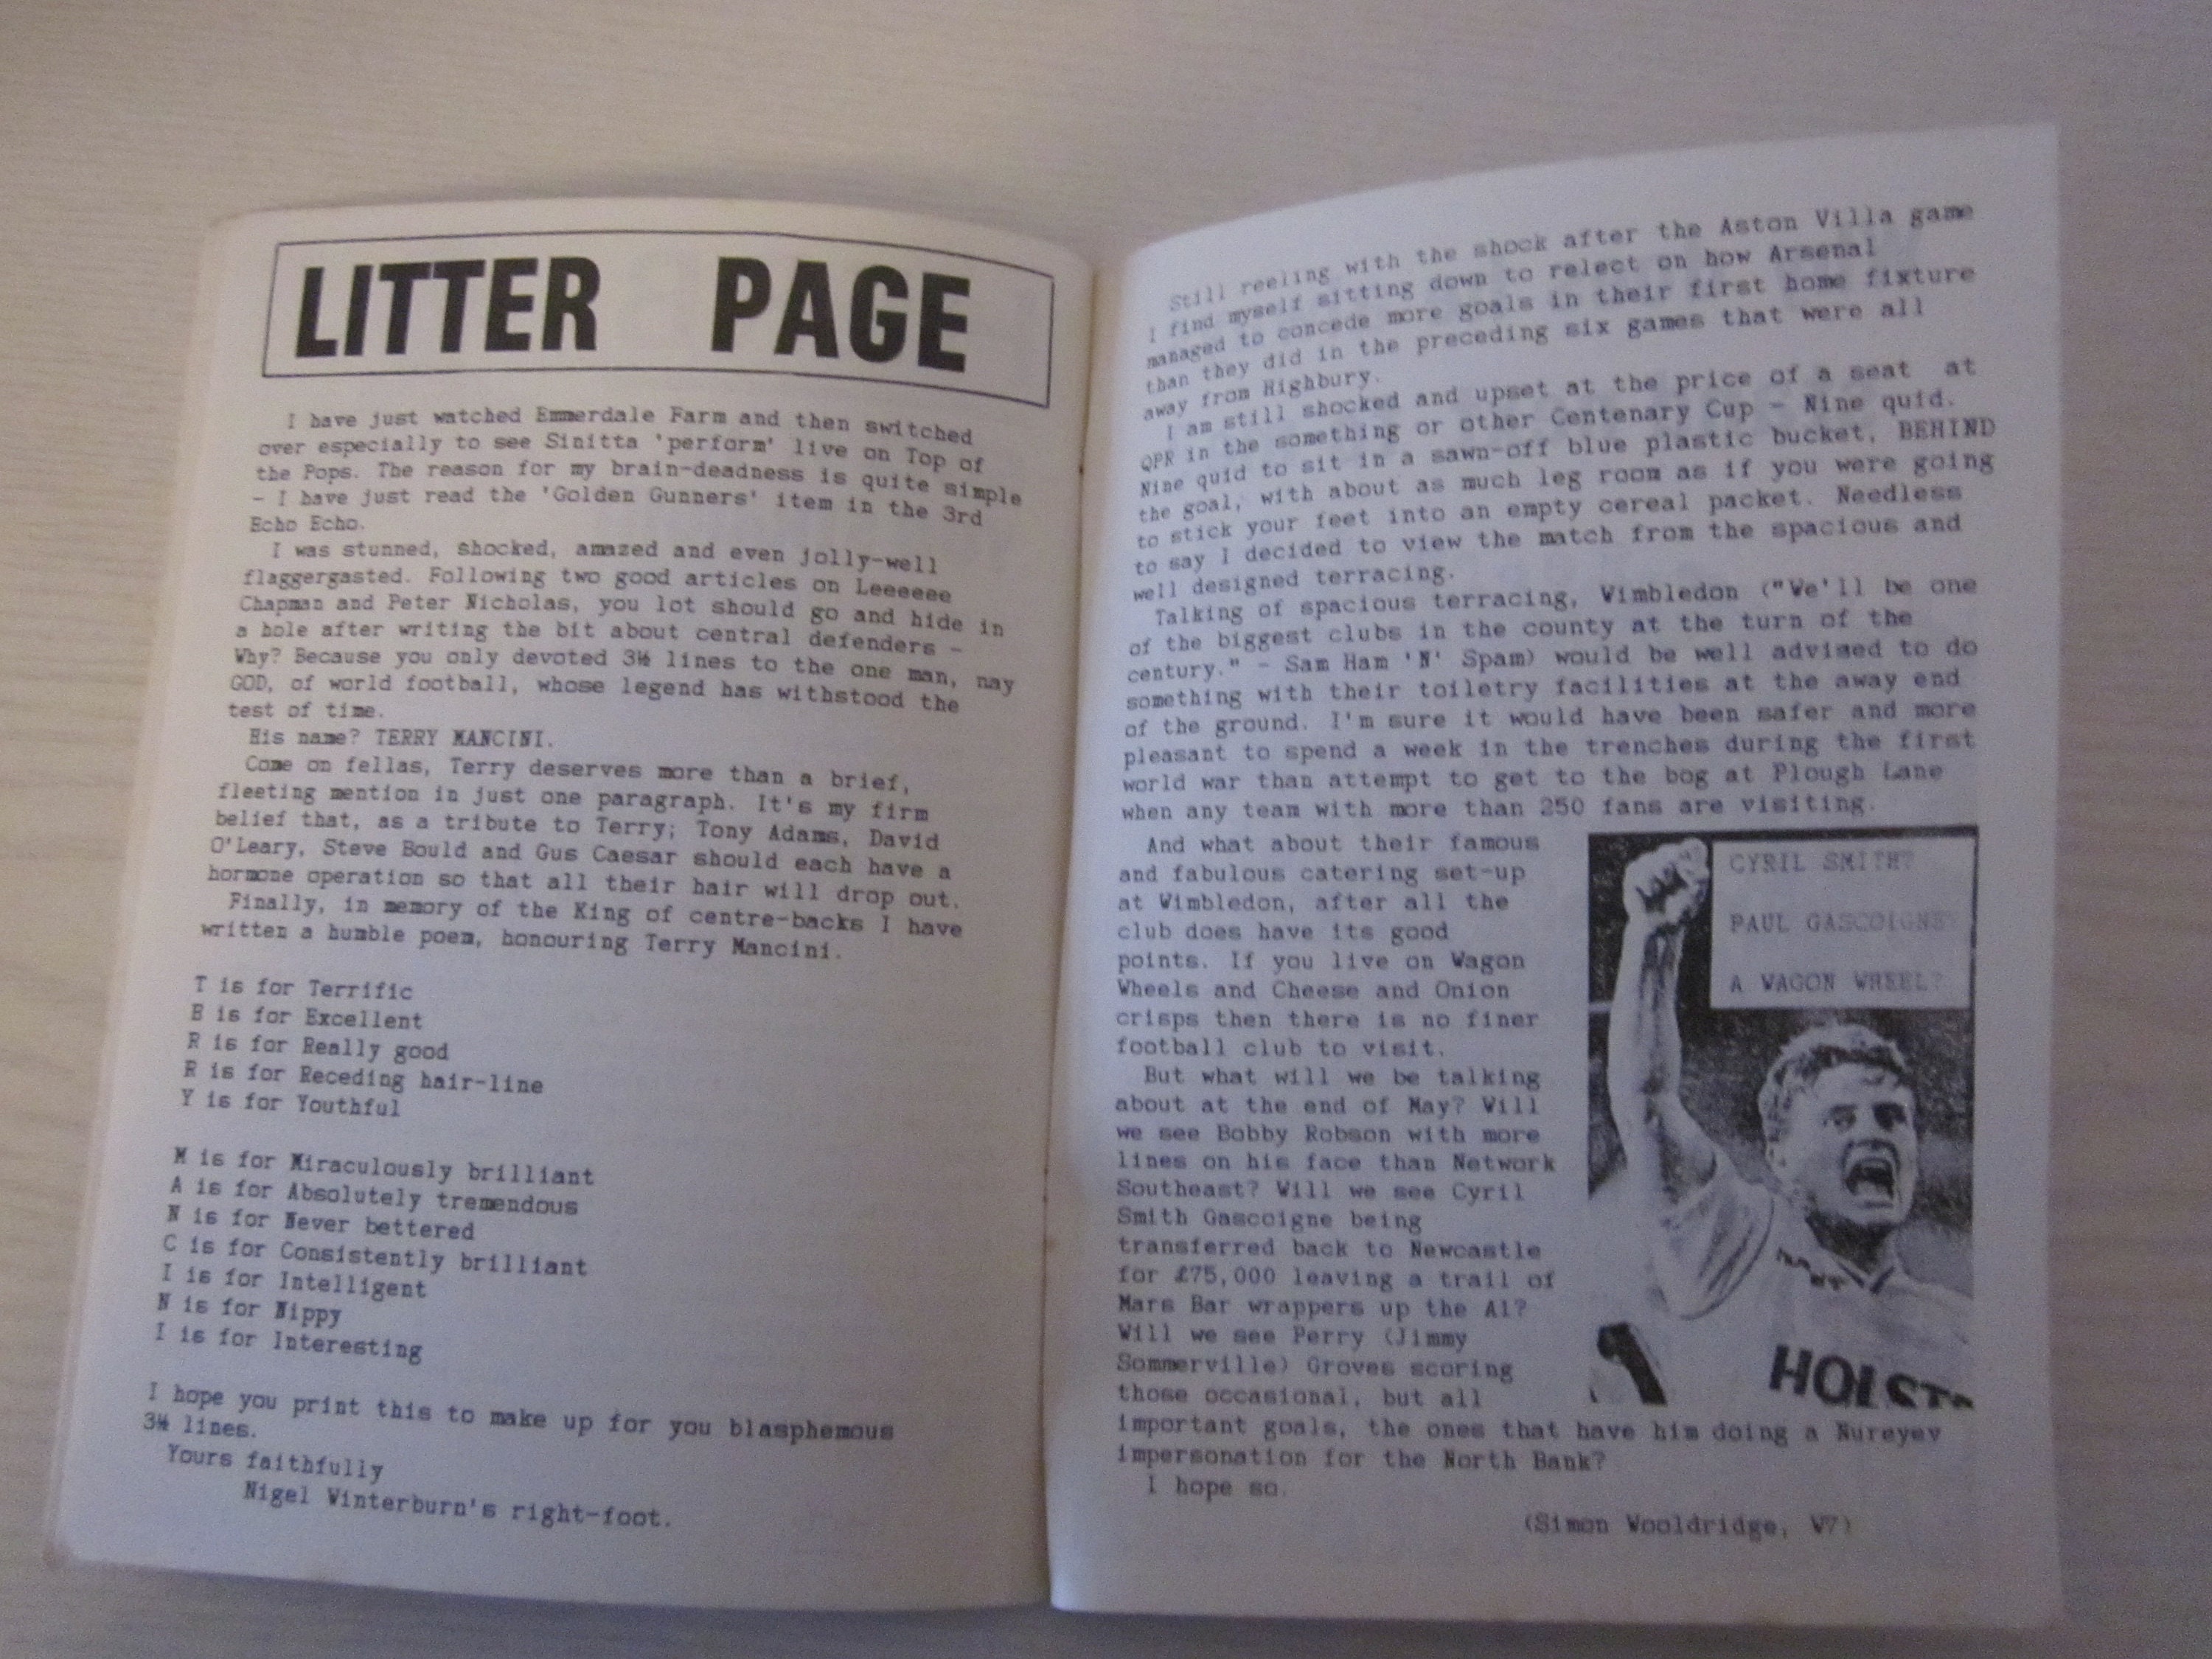 LITTER PAGE
I have just watched Emmerdale Farm and then switched
over especially to see Sinitta 'perform' live on Top of
the Pops. The reason for my brain-deadness is quite simple
- I have just read the 'Golden Gunners' item in the 3rd
Echo Echo.
I was stunned, shocked, amazed and even jolly-well
flaggergasted. Following two good articles on Leeeeee
Chapman and Peter Nicholas, you lot should go and hide in
a hole after writing the bit about central defenders -
Why? Because you only devoted 3½ lines to the one man, nay
GOD, of world football, whose legend has withstood the
test of time.
His name? TERRY MANCINI.
Come on fellas, Terry deserves more than a brief,
fleeting mention in just one paragraph. It's my firm
belief that, as a tribute to Terry; Tony Adams, David
O'Leary, Steve Bould and Gus Caesar should each have a
hormone operation so that all their hair will drop out.
Finally, in memory of the King of centre-backs I have
written a humble poem, honouring Terry Mancini.
T is for Terrific
E is for Excellent
R is for Really good
R is for Receding hair-line
Y is for Youthful
M is for Miraculously brilliant
A is for Absolutely tremendous
N is for Never bettered
C is for Consistently brilliant
I is for Intelligent
N is for Nippy
I is for Interesting
I hope you print this to make up for you blasphemous
3½ lines.
Yours faithfully
Nigel Winterburn's right-foot.
Still reeling with the shock after the Aston Villa game
I find myself sitting down to relect on how Arsenal
managed to concede more goals in their first home fixture
than they did in the preceding six games that were all
away from Highbury.
I am still shocked and upset at the price of a seat at
QPR in the something or other Centenary Cup - Nine quid.
Nine quid to sit in a sawn-off blue plastic bucket, BEHIND
the goal, with about as much leg room as if you were going
to stick your feet into an empty cereal packet. Needless
to say I decided to view the match from the spacious and
well designed terracing.
Talking of spacious terracing, Wimbledon ("We'll be one
of the biggest clubs in the county at the turn of the
century." - Sam Ham 'N' Spam) would be well advised to do
something with their toiletry facilities at the away end
of the ground. I'm sure it would have been safer and more
pleasant to spend a week in the trenches during the first
world war than attempt to get to the bog at Plough Lane
when any team with more than 250 fans are visiting.
And what about their famous
and fabulous catering set-up
at Wimbledon, after all the
club does have its good
points. If you live on Wagon
Wheels and Cheese and Onion
crisps then there is no finer
football club to visit.
But what will we be talking
about at the end of May? Will
we see Bobby Robson with more
lines on his face than Network
Southeast? Will we see Cyril
Smith Gascoigne being
transferred back to Newcastle
for £75,000 leaving a trail of
Mars Bar wrappers up the A1?
Will we see Perry (Jimmy
Sommerville) Groves scoring
those occasional, but all
important goals, the ones that have him doing a Nureyev
impersonation for the North Bank?
I hope so.
(Simon Wooldridge, W7)
CYRIL SMITH?
PAUL GASCOIGNE?
A WAGON WHEEL?
HOLST